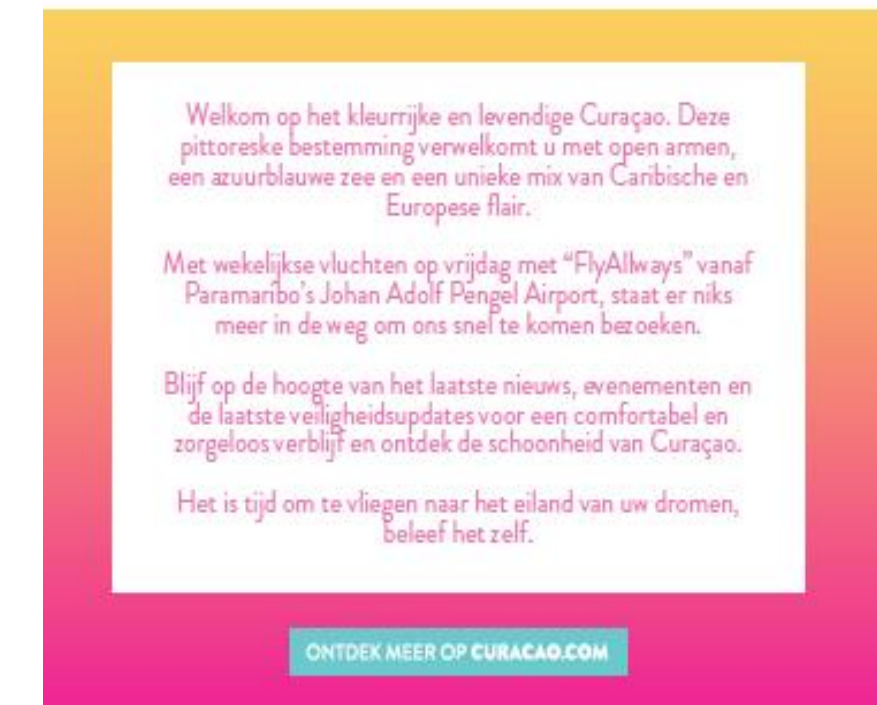 Welkom op het kleurrijke en levendige Curaçao. Deze
pittoreske bestemming verwelkomt u met open armen,
een azuurblauwe zee en een unieke mix van Caribische en
Europese flair.
Met wekelijkse vluchten op vrijdag met “FlyAllways” vanaf
Paramaribo’s Johan Adolf Pengel Airport, staat er niks
meer in de weg om ons snel te komen bezoeken.
Blijf op de hoogte van het laatste nieuws, evenementen en
de laatste veiligheidsupdates voor een comfortabel en
zorgeloos verblijf en ontdek de schoonheid van Curaçao.
Het is tijd om te vliegen naar het eiland van uw dromen,
beleef het zelf.
ONTDEK MEER OP CURACAO.COM